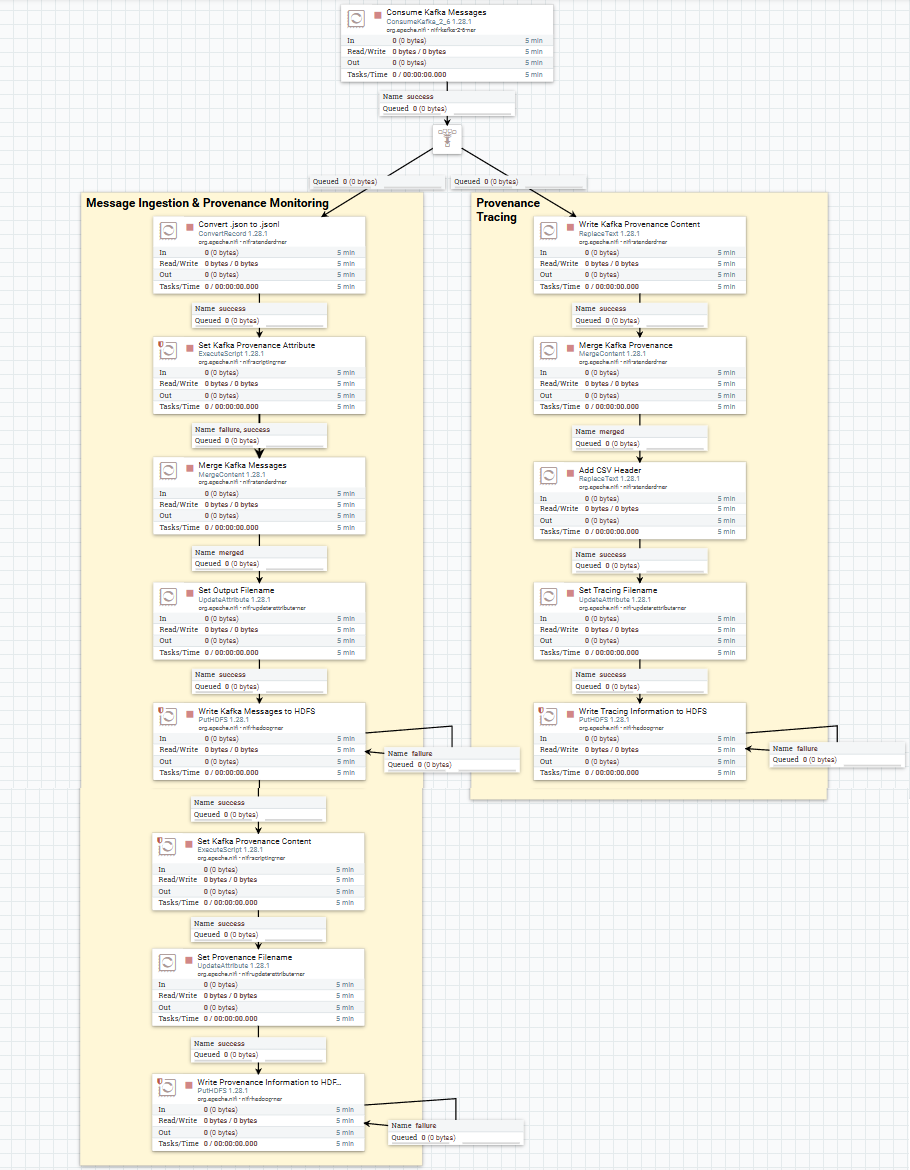 Consume Kafka Messages
ConsumeKafka_2_6 1.28.1
org.apache.nifi - nifi-kafka-2-6-nar
In 0 (0 bytes) 5 min
Read/Write 0 bytes / 0 bytes 5 min
Out 0 (0 bytes) 5 min
Tasks/Time 0 / 00:00:00.000 5 min
Name success
Queued 0 (0 bytes)
Queued 0 (0 bytes)
Queued 0 (0 bytes)
Message Ingestion & Provenance Monitoring
Convert .json to .jsonl
ConvertRecord 1.28.1
org.apache.nifi - nifi-standard-nar
In 0 (0 bytes) 5 min
Read/Write 0 bytes / 0 bytes 5 min
Out 0 (0 bytes) 5 min
Tasks/Time 0 / 00:00:00.000 5 min
Name success
Queued 0 (0 bytes)
Set Kafka Provenance Attribute
ExecuteScript 1.28.1
org.apache.nifi - nifi-scripting-nar
In 0 (0 bytes) 5 min
Read/Write 0 bytes / 0 bytes 5 min
Out 0 (0 bytes) 5 min
Tasks/Time 0 / 00:00:00.000 5 min
Name failure, success
Queued 0 (0 bytes)
Merge Kafka Messages
MergeContent 1.28.1
org.apache.nifi - nifi-standard-nar
In 0 (0 bytes) 5 min
Read/Write 0 bytes / 0 bytes 5 min
Out 0 (0 bytes) 5 min
Tasks/Time 0 / 00:00:00.000 5 min
Name merged
Queued 0 (0 bytes)
Set Output Filename
UpdateAttribute 1.28.1
org.apache.nifi - nifi-update-attribute-nar
In 0 (0 bytes) 5 min
Read/Write 0 bytes / 0 bytes 5 min
Out 0 (0 bytes) 5 min
Tasks/Time 0 / 00:00:00.000 5 min
Name success
Queued 0 (0 bytes)
Write Kafka Messages to HDFS
PutHDFS 1.28.1
org.apache.nifi - nifi-hadoop-nar
In 0 (0 bytes) 5 min
Read/Write 0 bytes / 0 bytes 5 min
Out 0 (0 bytes) 5 min
Tasks/Time 0 / 00:00:00.000 5 min
Name failure
Queued 0 (0 bytes)
Name success
Queued 0 (0 bytes)
Set Kafka Provenance Content
ExecuteScript 1.28.1
org.apache.nifi - nifi-scripting-nar
In 0 (0 bytes) 5 min
Read/Write 0 bytes / 0 bytes 5 min
Out 0 (0 bytes) 5 min
Tasks/Time 0 / 00:00:00.000 5 min
Name success
Queued 0 (0 bytes)
Set Provenance Filename
UpdateAttribute 1.28.1
org.apache.nifi - nifi-update-attribute-nar
In 0 (0 bytes) 5 min
Read/Write 0 bytes / 0 bytes 5 min
Out 0 (0 bytes) 5 min
Tasks/Time 0 / 00:00:00.000 5 min
Name success
Queued 0 (0 bytes)
Write Provenance Information to HDF...
PutHDFS 1.28.1
org.apache.nifi - nifi-hadoop-nar
In 0 (0 bytes) 5 min
Read/Write 0 bytes / 0 bytes 5 min
Out 0 (0 bytes) 5 min
Tasks/Time 0 / 00:00:00.000 5 min
Name failure
Queued 0 (0 bytes)
Provenance
Tracing
Write Kafka Provenance Content
ReplaceText 1.28.1
org.apache.nifi - nifi-standard-nar
In 0 (0 bytes) 5 min
Read/Write 0 bytes / 0 bytes 5 min
Out 0 (0 bytes) 5 min
Tasks/Time 0 / 00:00:00.000 5 min
Name success
Queued 0 (0 bytes)
Merge Kafka Provenance
MergeContent 1.28.1
org.apache.nifi - nifi-standard-nar
In 0 (0 bytes) 5 min
Read/Write 0 bytes / 0 bytes 5 min
Out 0 (0 bytes) 5 min
Tasks/Time 0 / 00:00:00.000 5 min
Name merged
Queued 0 (0 bytes)
Add CSV Header
ReplaceText 1.28.1
org.apache.nifi - nifi-standard-nar
In 0 (0 bytes) 5 min
Read/Write 0 bytes / 0 bytes 5 min
Out 0 (0 bytes) 5 min
Tasks/Time 0 / 00:00:00.000 5 min
Name success
Queued 0 (0 bytes)
Set Tracing Filename
UpdateAttribute 1.28.1
org.apache.nifi - nifi-update-attribute-nar
In 0 (0 bytes) 5 min
Read/Write 0 bytes / 0 bytes 5 min
Out 0 (0 bytes) 5 min
Tasks/Time 0 / 00:00:00.000 5 min
Name success
Queued 0 (0 bytes)
Write Tracing Information to HDFS
PutHDFS 1.28.1
org.apache.nifi - nifi-hadoop-nar
In 0 (0 bytes) 5 min
Read/Write 0 bytes / 0 bytes 5 min
Out 0 (0 bytes) 5 min
Tasks/Time 0 / 00:00:00.000 5 min
Name failure
Queued 0 (0 bytes)